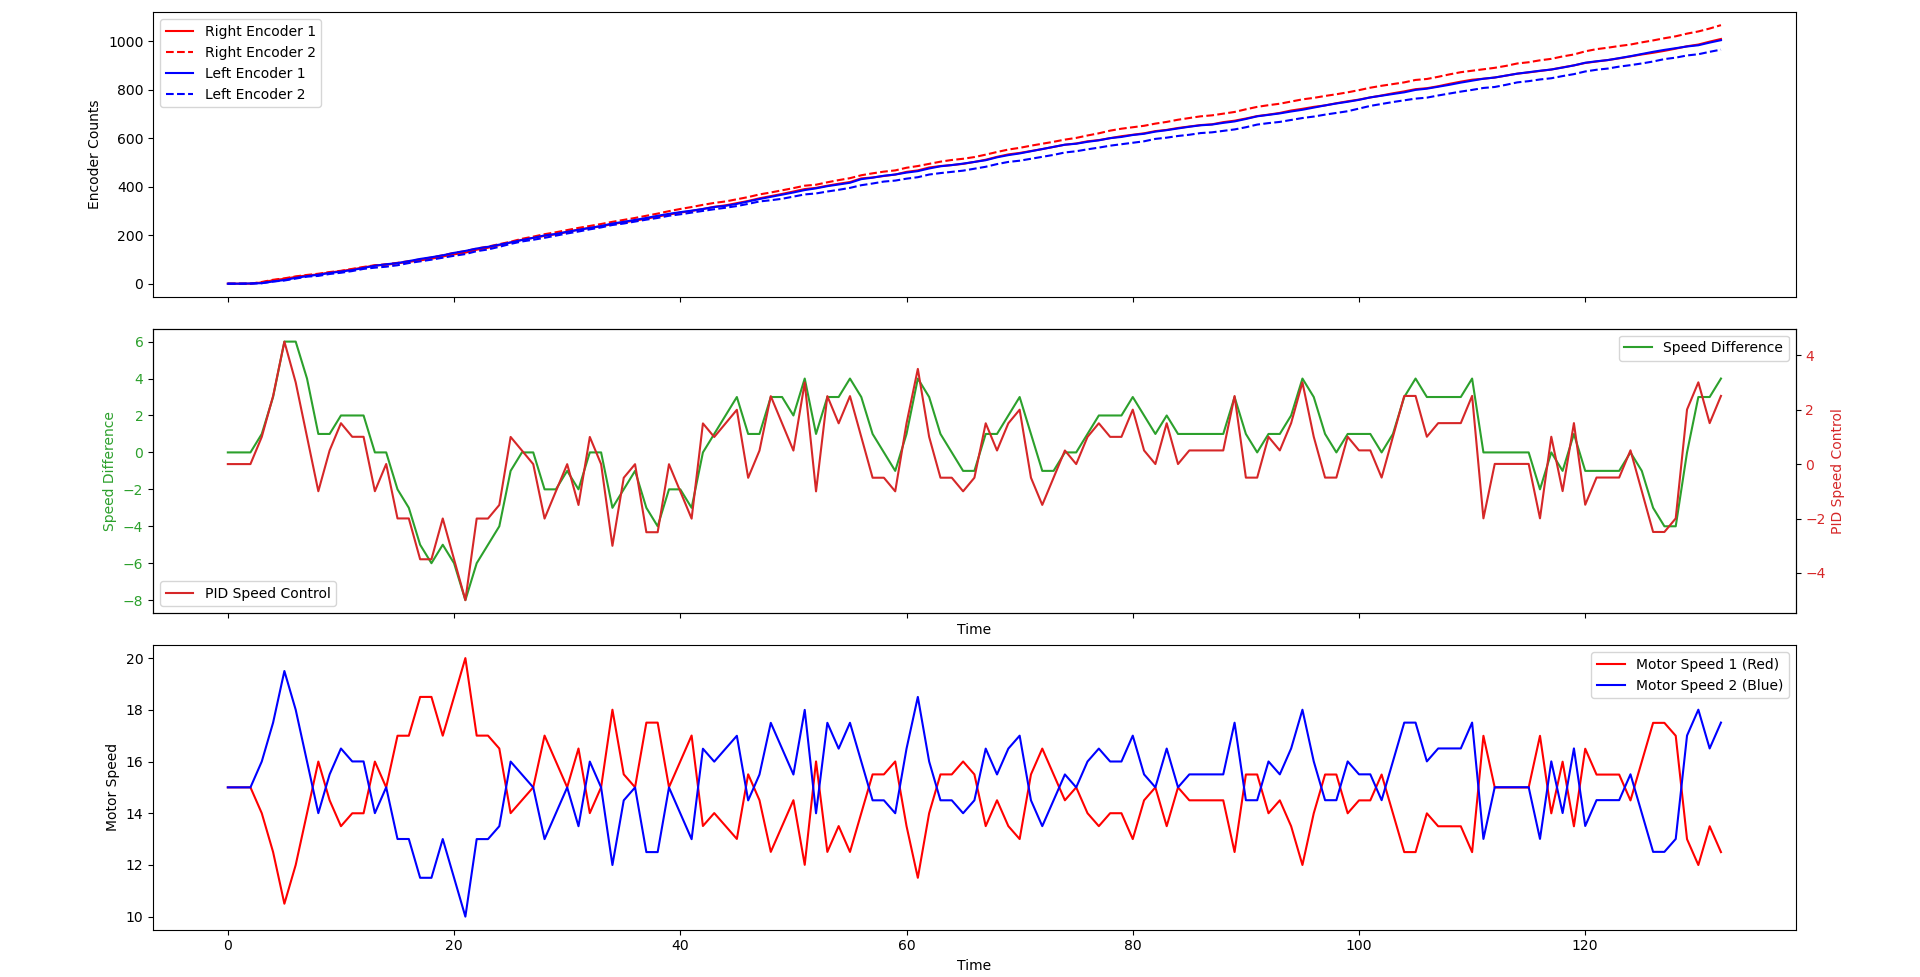 1000
800
600
400
200
0
Encoder Counts
Right Encoder 1
Right Encoder 2
Left Encoder 1
Left Encoder 2
6
4
2
0
−2
−4
−6
−8
Speed Difference
Speed Difference
PID Speed Control
4
2
0
−2
−4
PID Speed Control
Time
20
18
16
14
12
10
Motor Speed
Motor Speed 1 (Red)
Motor Speed 2 (Blue)
0 20 40 60 80 100 120
Time